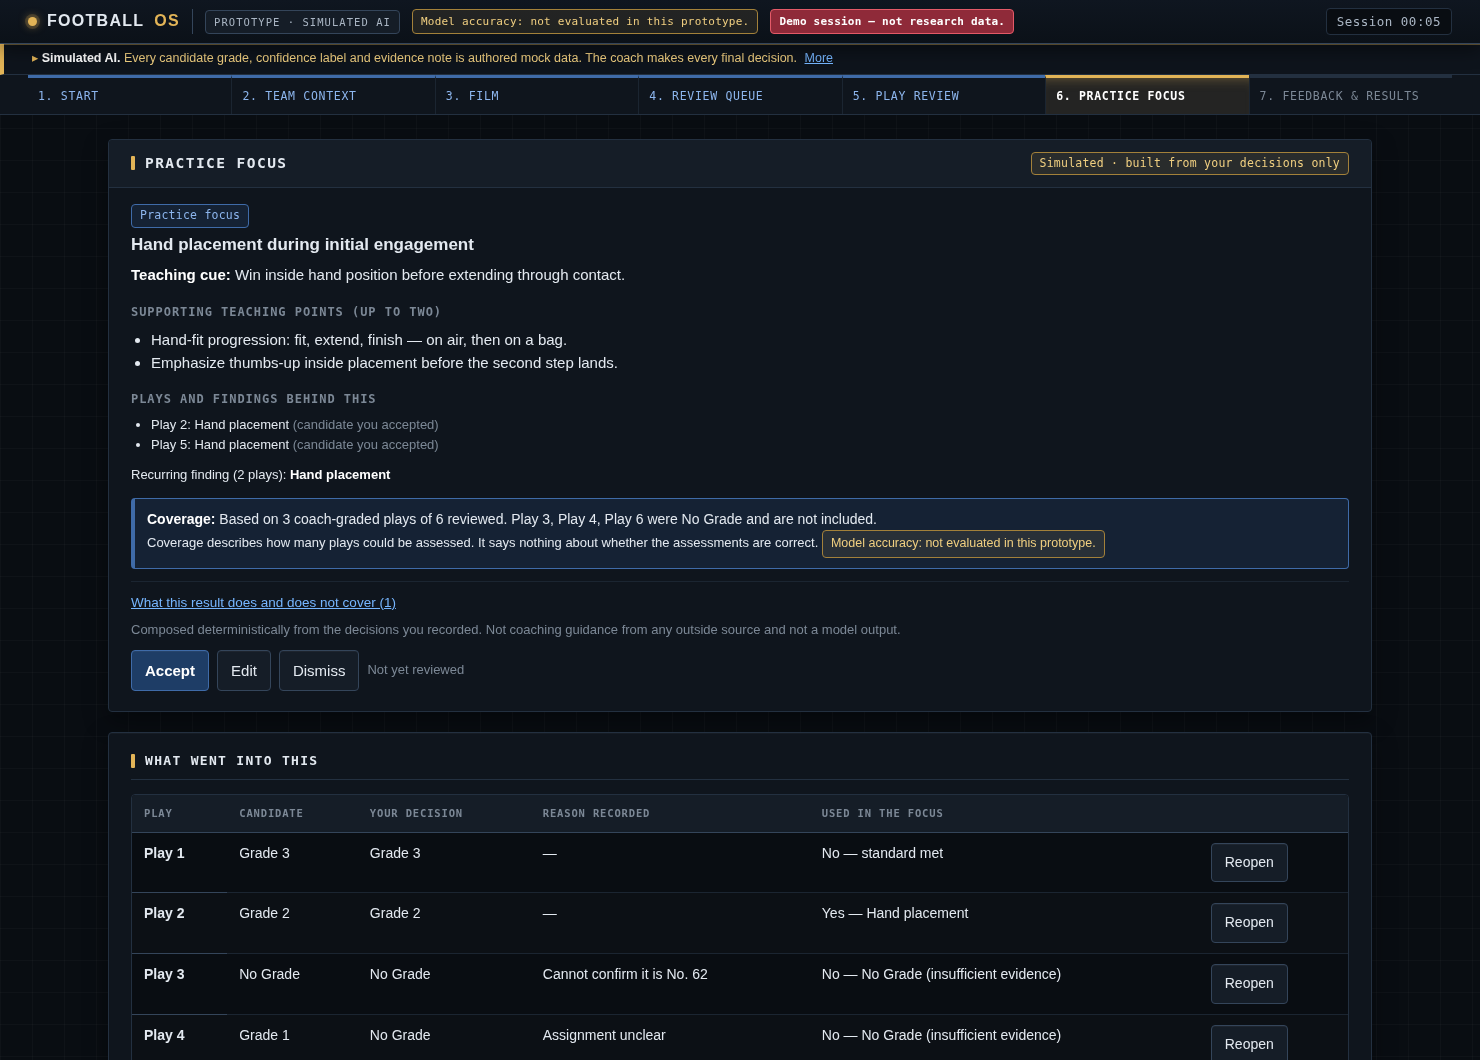 FOOTBALL OS
PROTOTYPE · SIMULATED AI
Model accuracy: not evaluated in this prototype.
Demo session — not research data.
Session 00:05
▸ Simulated AI. Every candidate grade, confidence label and evidence note is authored mock data. The coach makes every final decision. More
1. START
2. TEAM CONTEXT
3. FILM
4. REVIEW QUEUE
5. PLAY REVIEW
6. PRACTICE FOCUS
7. FEEDBACK & RESULTS
PRACTICE FOCUS
Simulated · built from your decisions only
Practice focus
Hand placement during initial engagement
Teaching cue: Win inside hand position before extending through contact.
SUPPORTING TEACHING POINTS (UP TO TWO)
• Hand-fit progression: fit, extend, finish — on air, then on a bag.
• Emphasize thumbs-up inside placement before the second step lands.
PLAYS AND FINDINGS BEHIND THIS
• Play 2: Hand placement (candidate you accepted)
• Play 5: Hand placement (candidate you accepted)
Recurring finding (2 plays): Hand placement
Coverage: Based on 3 coach-graded plays of 6 reviewed. Play 3, Play 4, Play 6 were No Grade and are not included.
Coverage describes how many plays could be assessed. It says nothing about whether the assessments are correct. Model accuracy: not evaluated in this prototype.
What this result does and does not cover (1)
Composed deterministically from the decisions you recorded. Not coaching guidance from any outside source and not a model output.
Accept Edit Dismiss Not yet reviewed
WHAT WENT INTO THIS
PLAY CANDIDATE YOUR DECISION REASON RECORDED USED IN THE FOCUS
Play 1 Grade 3 Grade 3 — No — standard met Reopen
Play 2 Grade 2 Grade 2 — Yes — Hand placement Reopen
Play 3 No Grade No Grade Cannot confirm it is No. 62 No — No Grade (insufficient evidence) Reopen
Play 4 Grade 1 No Grade Assignment unclear No — No Grade (insufficient evidence) Reopen